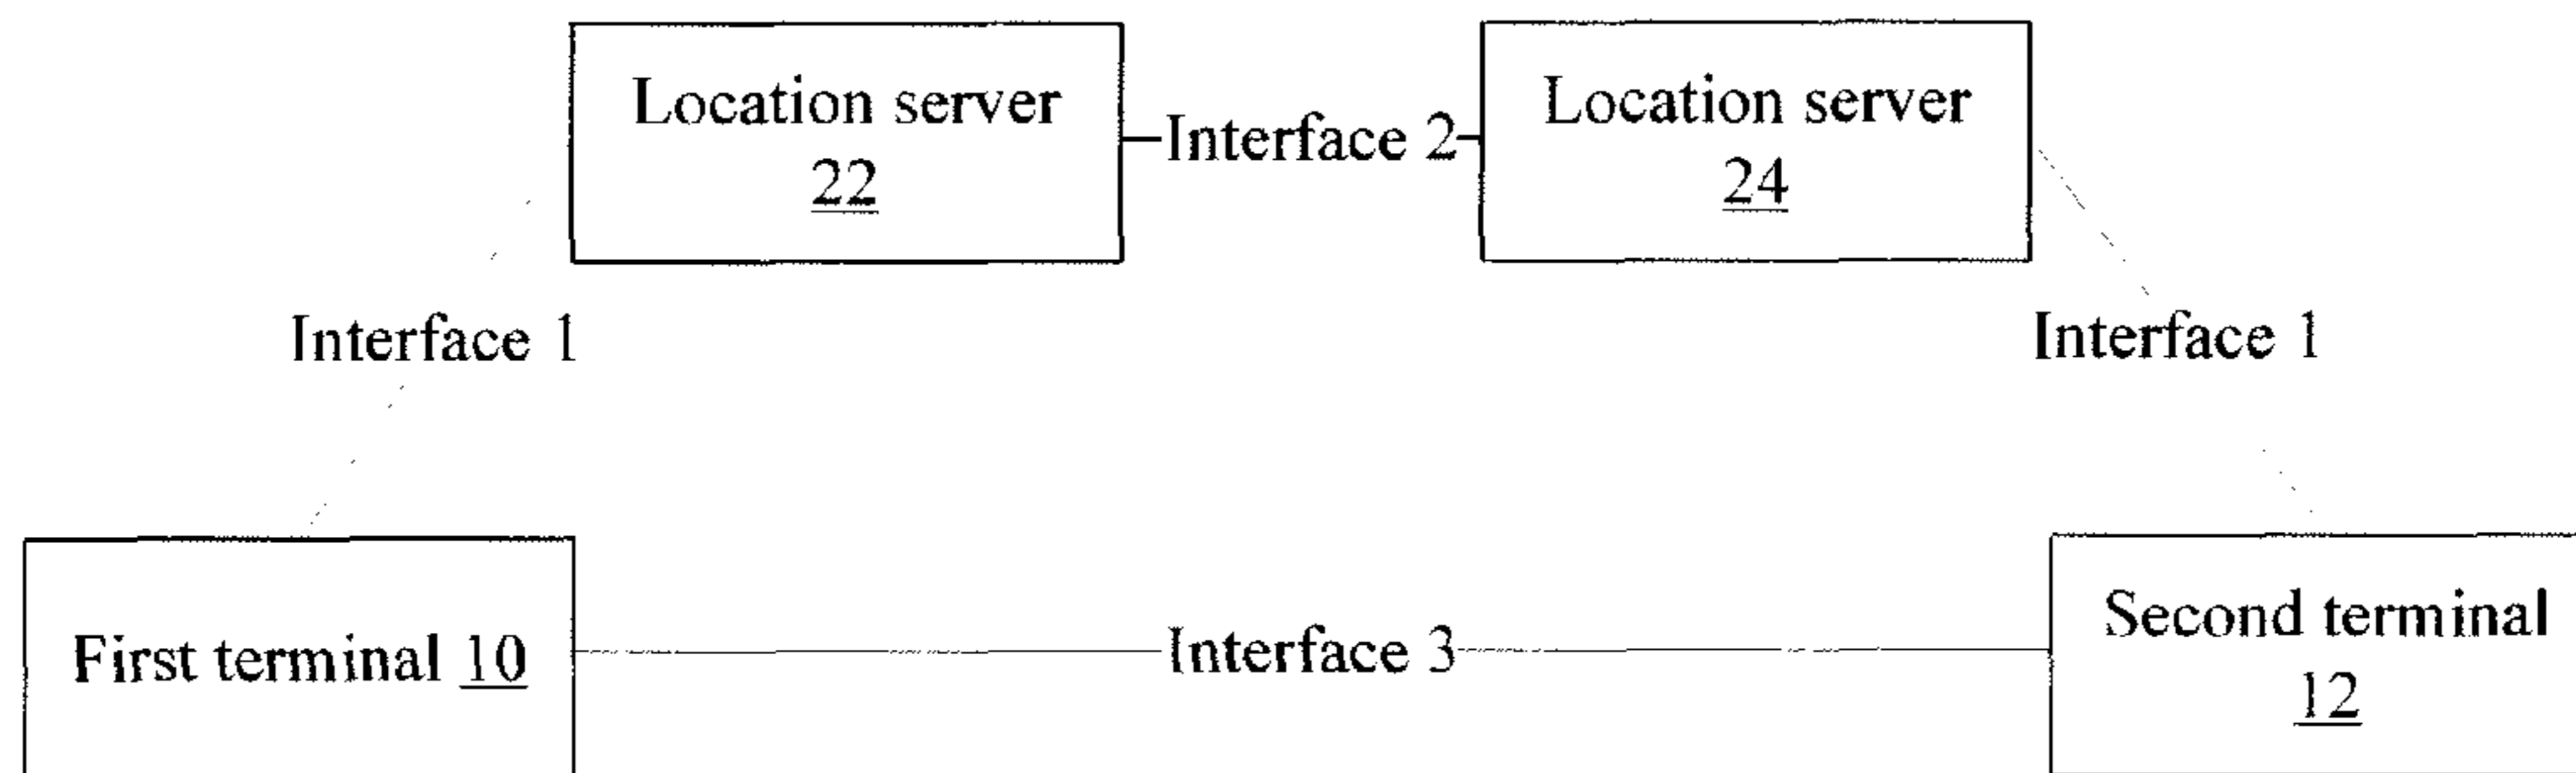 Location server
22
Interface 2
Location server
24
Interface 1
Interface 1
First terminal 10
Interface 3
Second terminal
12